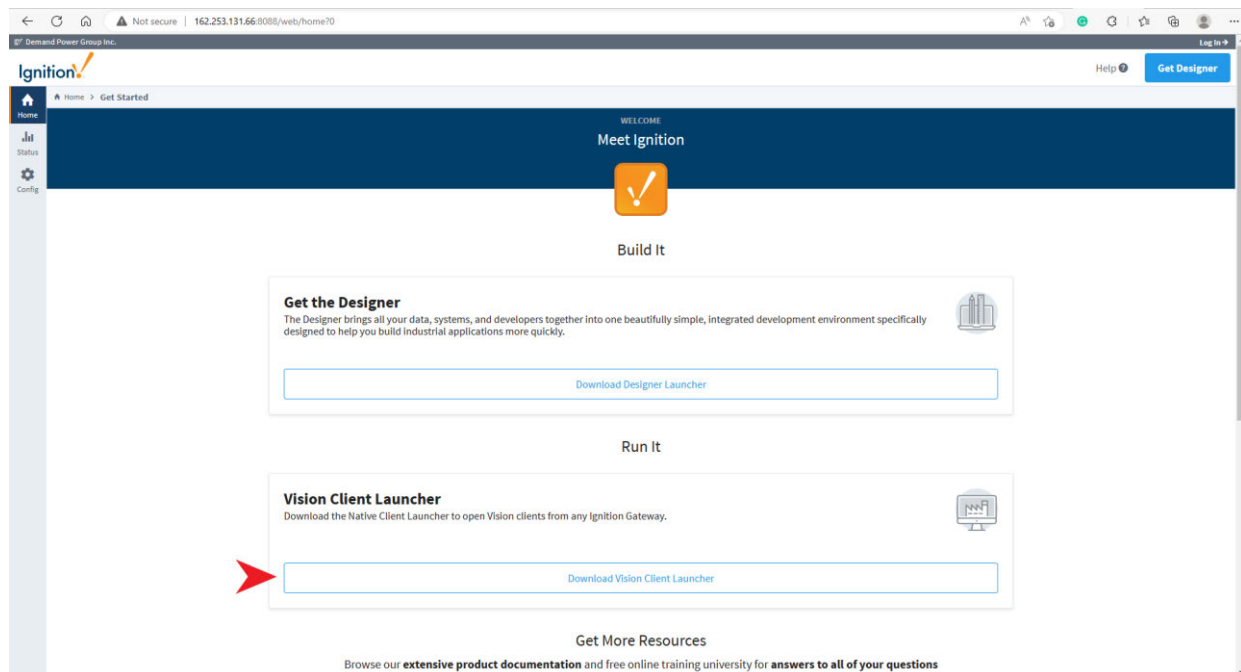 Not secure 162.253.131.66:8088/web/home?0
Demand Power Group Inc. Log In
Ignition Help Get Designer
Home > Get Started
Home
Status
Config
WELCOME
Meet Ignition
Build It
Get the Designer
The Designer brings all your data, systems, and developers together into one beautifully simple, integrated development environment specifically
designed to help you build industrial applications more quickly.
Download Designer Launcher
Run It
Vision Client Launcher
Download the Native Client Launcher to open Vision clients from any Ignition Gateway.
Download Vision Client Launcher
Get More Resources
Browse our extensive product documentation and free online training university for answers to all of your questions